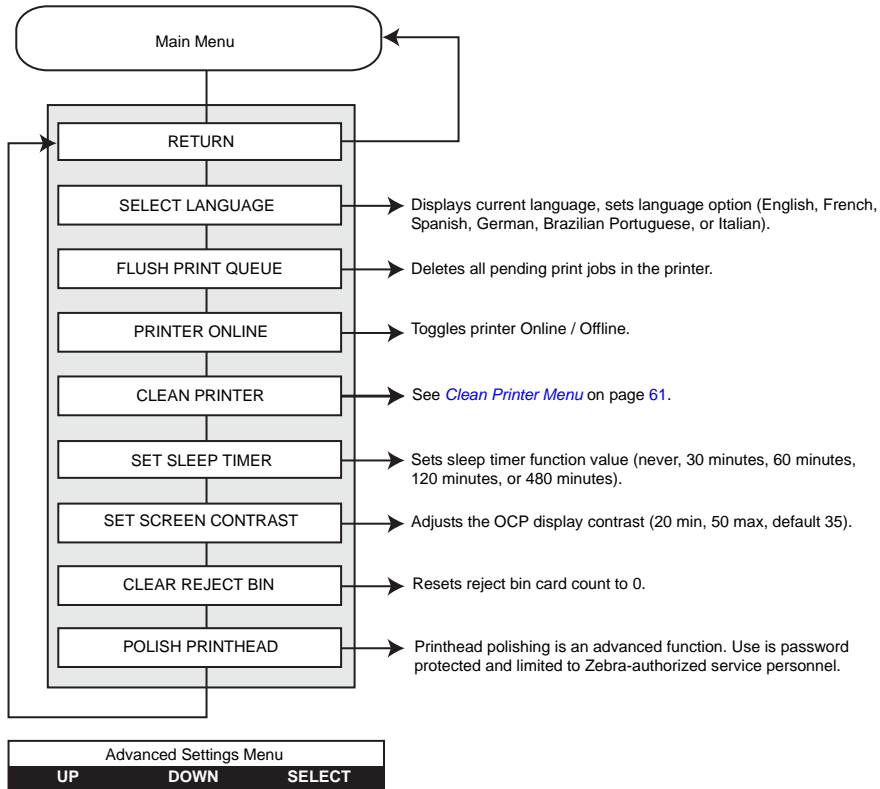 Main Menu
RETURN
SELECT LANGUAGE
Displays current language, sets language option (English, French,
Spanish, German, Brazilian Portuguese, or Italian).
FLUSH PRINT QUEUE
Deletes all pending print jobs in the printer.
PRINTER ONLINE
Toggles printer Online / Offline.
CLEAN PRINTER
See Clean Printer Menu on page 61.
SET SLEEP TIMER
Sets sleep timer function value (never, 30 minutes, 60 minutes,
120 minutes, or 480 minutes).
SET SCREEN CONTRAST
Adjusts the OCP display contrast (20 min, 50 max, default 35).
CLEAR REJECT BIN
Resets reject bin card count to 0.
POLISH PRINTHEAD
Printhead polishing is an advanced function. Use is password
protected and limited to Zebra-authorized service personnel.
Advanced Settings Menu
UP DOWN SELECT